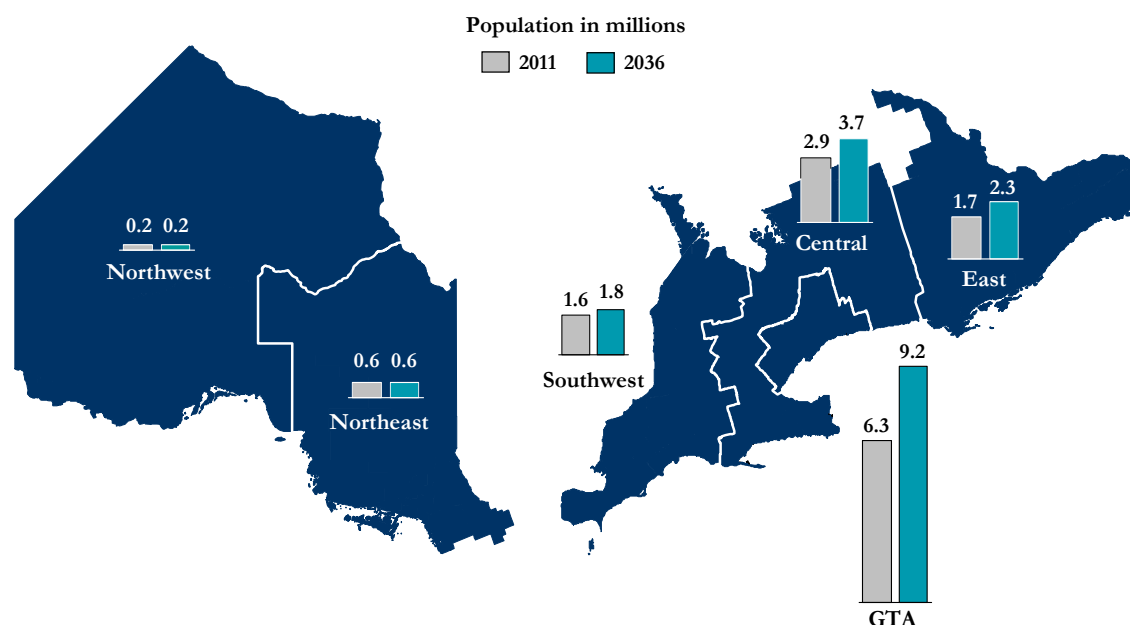 Population in millions
2011 2036
2.9 3.7
Central
1.7 2.3
East
0.2 0.2
Northwest
1.6 1.8
Southwest
0.6 0.6
Northeast
6.3 9.2
GTA